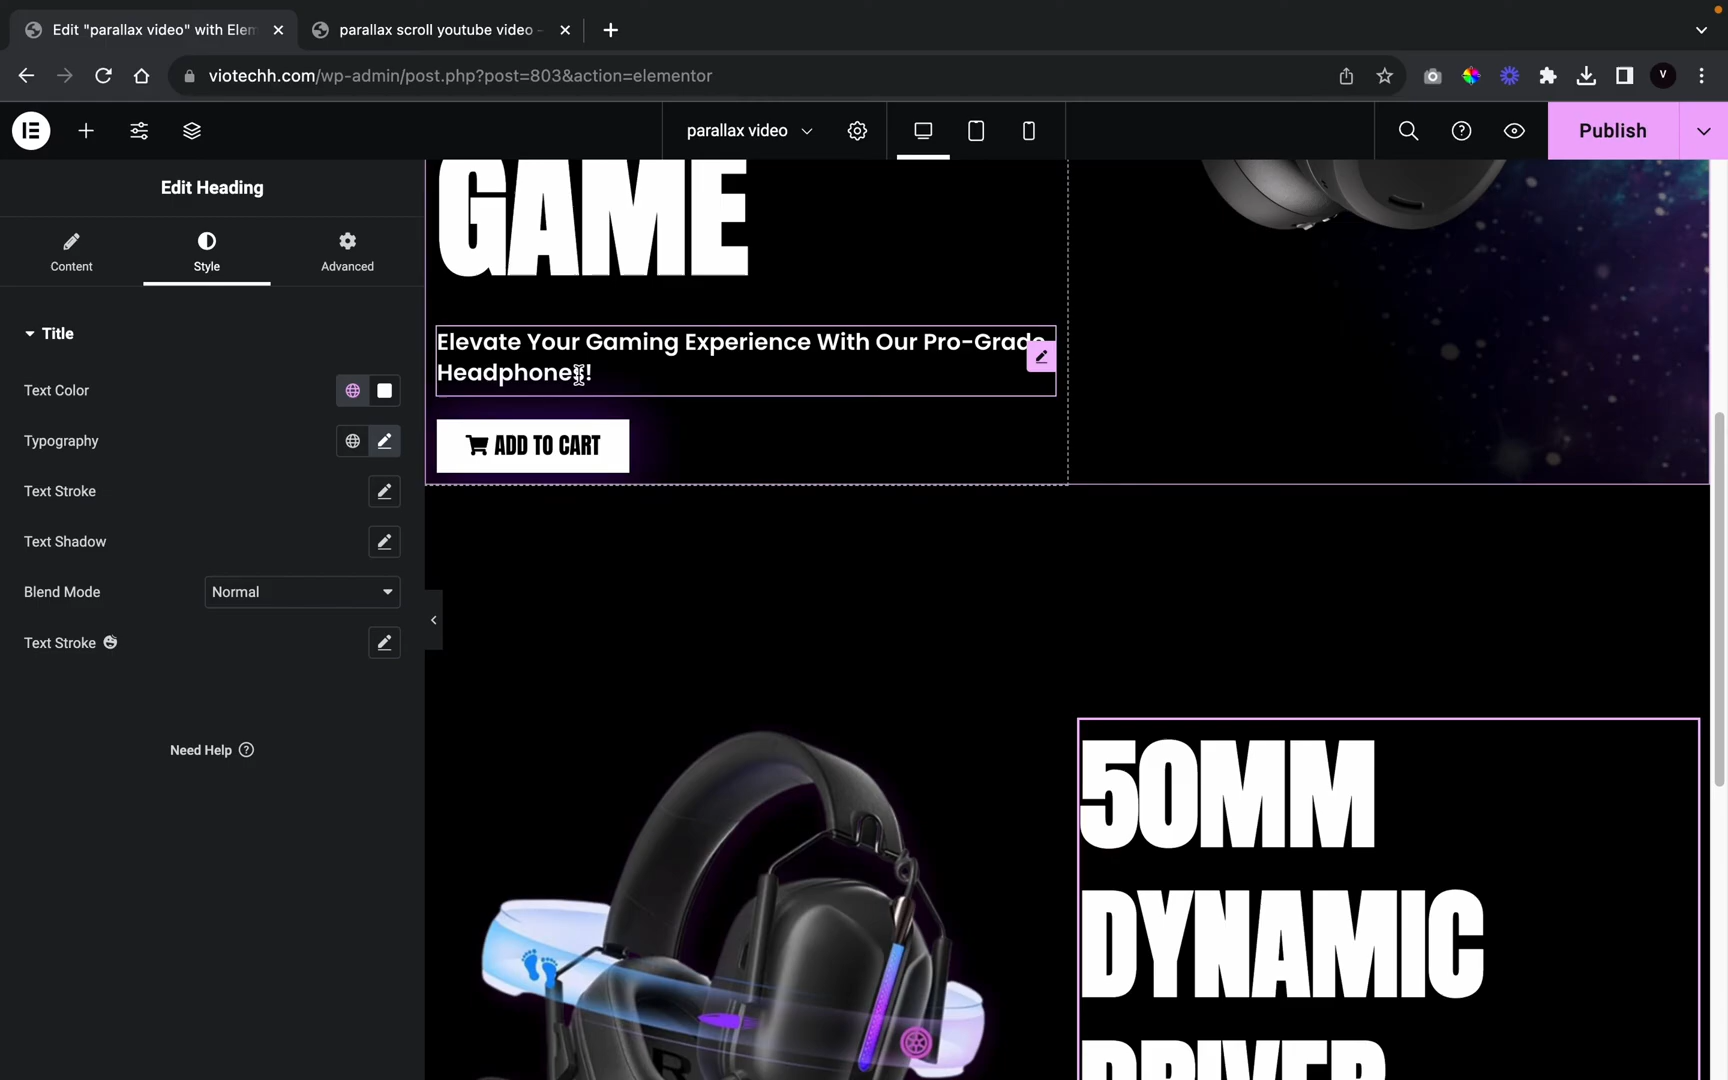 Edit "parallax video" with Elem
parallax scroll youtube video -
viotechh.com/wp-admin/post.php?post=803&action=elementor
V
parallax video
Publish
Edit Heading
Content
Style
Advanced
Title
Text Color
Typography
Text Stroke
Text Shadow
Blend Mode
Normal
Text Stroke
Need Help
GAME
Elevate Your Gaming Experience With Our Pro-Grade
Headphones!
ADD TO CART
50MM
DYNAMIC
DRIVER
R